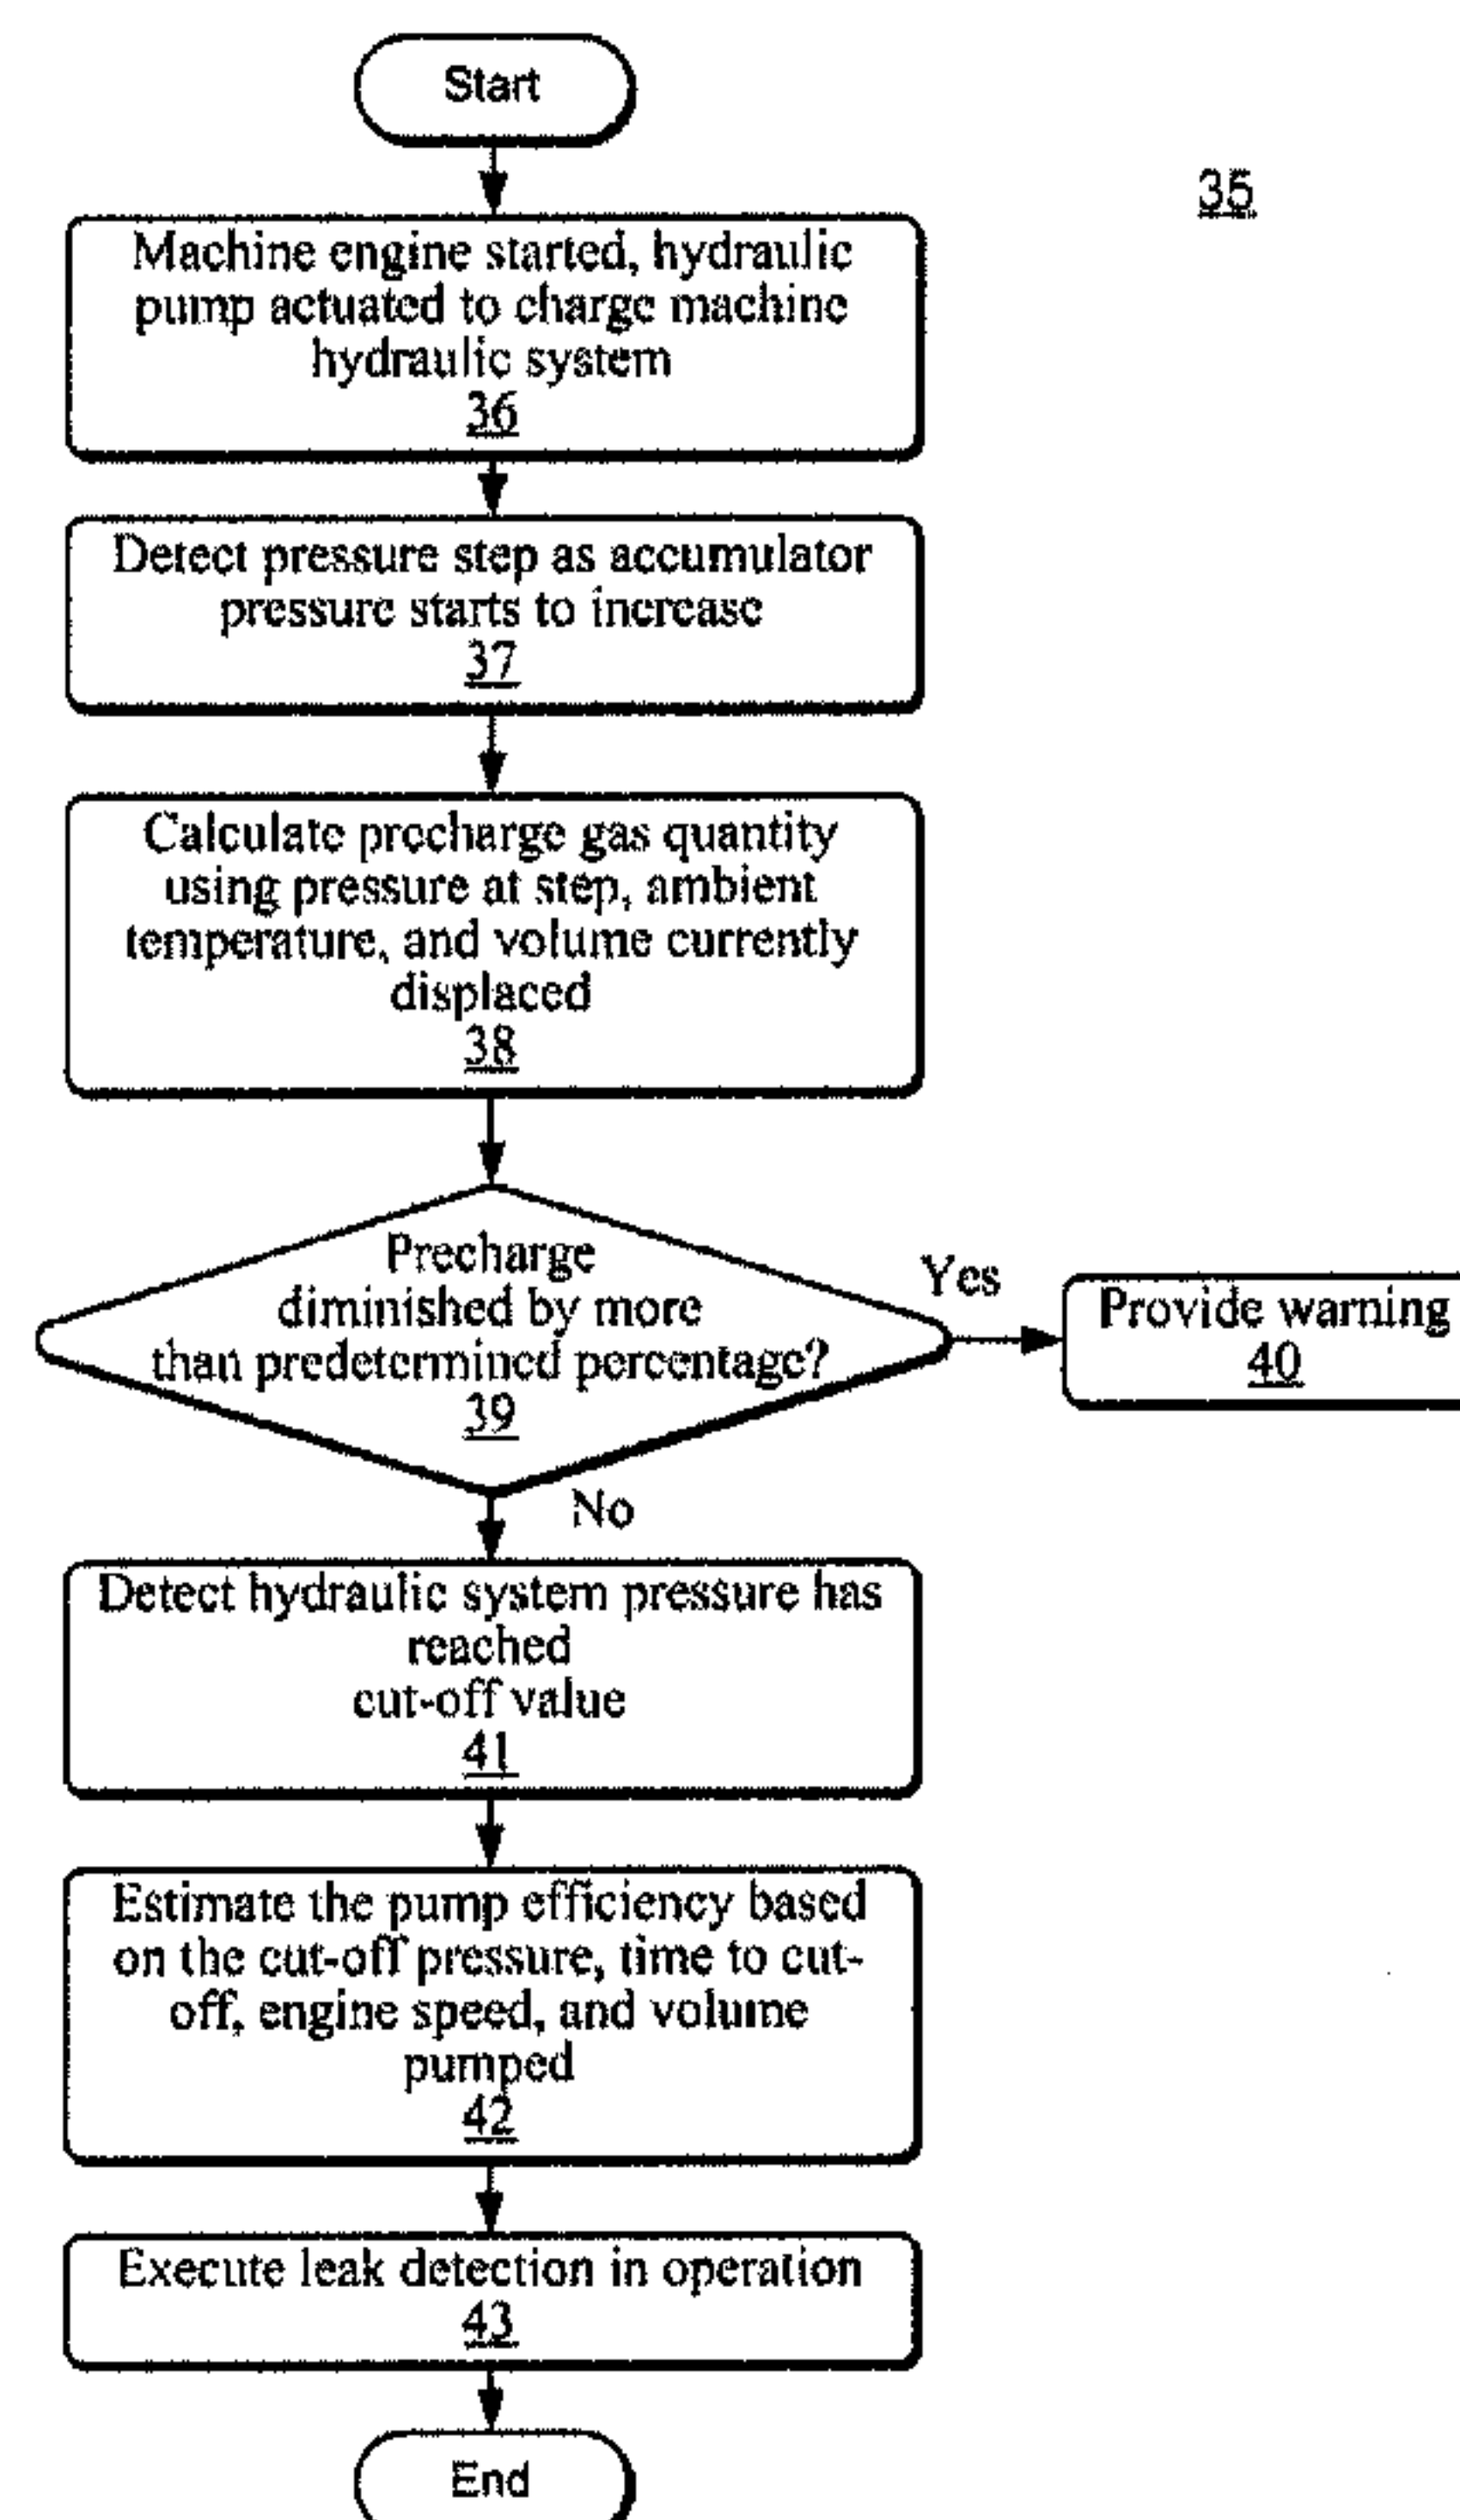 Start
35
Machine engine started, hydraulic
pump actuated to charge machine
hydraulic system
36
Detect pressure step as accumulator
pressure starts to increase
37
Calculate precharge gas quantity
using pressure at step, ambient
temperature, and volume currently
displaced
38
Precharge
diminished by more
than predetermined percentage?
39
Yes
Provide warning
40
No
Detect hydraulic system pressure has
reached
cut-off value
41
Estimate the pump efficiency based
on the cut-off pressure, time to cut-
off, engine speed, and volume
pumped
42
Execute leak detection in operation
43
End